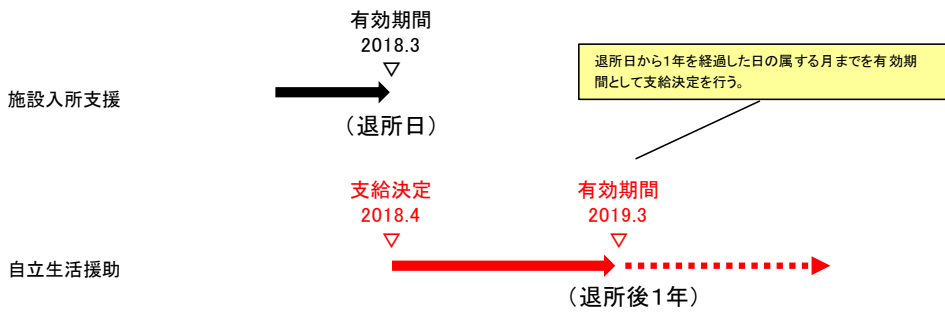 有効期間
2018.3
▽
退所日から1年を経過した日の属する月までを有効期
間として支給決定を行う。
施設入所支援
（退所日）
支給決定
2018.4
▽
有効期間
2019.3
▽
自立生活援助
（退所後1年）